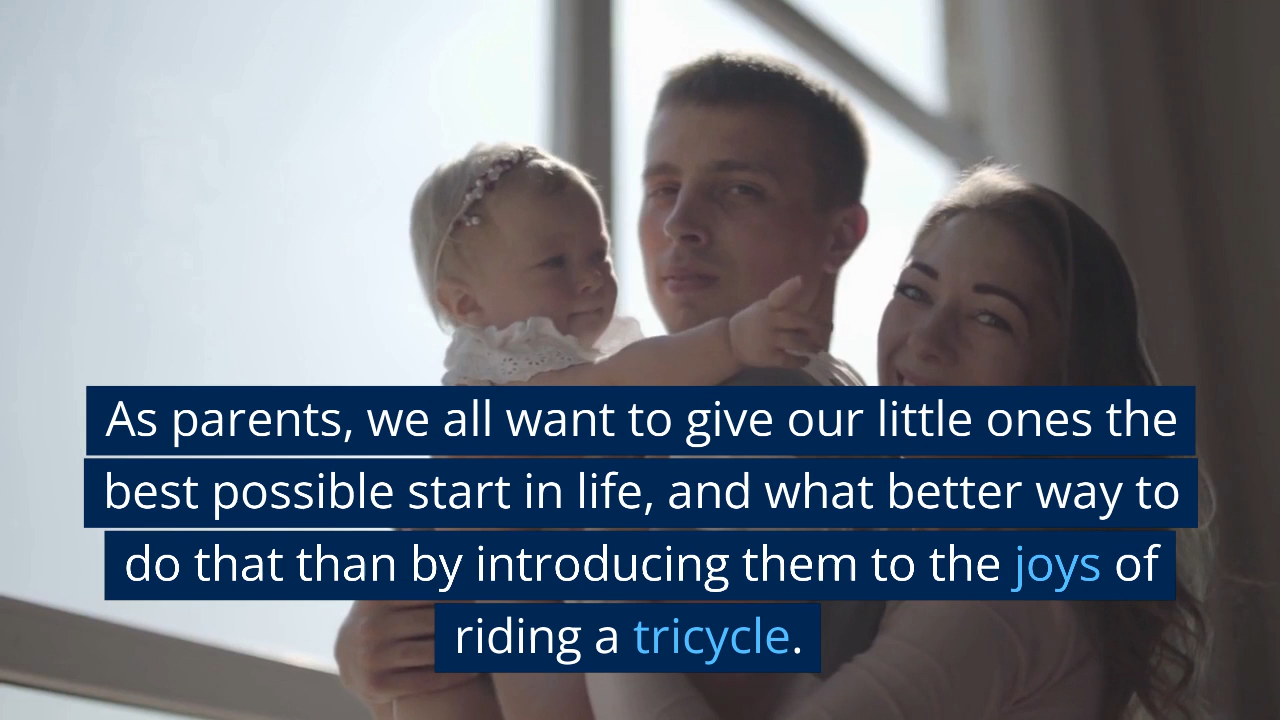 As parents, we all want to give our little ones the
best possible start in life, and what better way to
do that than by introducing them to the joys of
riding a tricycle.